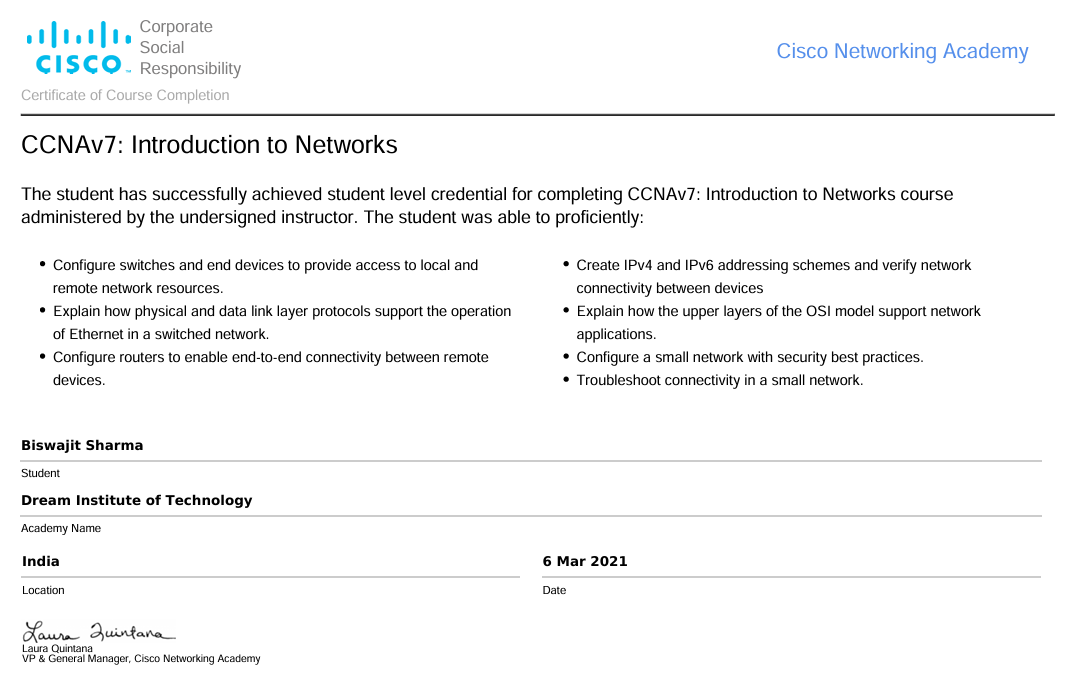 Corporate
Social
Responsibility
CISCO™
Cisco Networking Academy
Certificate of Course Completion
CCNAv7: Introduction to Networks
The student has successfully achieved student level credential for completing CCNAv7: Introduction to Networks course
administered by the undersigned instructor. The student was able to proficiently:
• Configure switches and end devices to provide access to local and
remote network resources.
• Explain how physical and data link layer protocols support the operation
of Ethernet in a switched network.
• Configure routers to enable end-to-end connectivity between remote
devices.
• Create IPv4 and IPv6 addressing schemes and verify network
connectivity between devices
• Explain how the upper layers of the OSI model support network
applications.
• Configure a small network with security best practices.
• Troubleshoot connectivity in a small network.
Biswajit Sharma
Student
Dream Institute of Technology
Academy Name
India
Location
6 Mar 2021
Date
Laura Quintana
Laura Quintana
VP & General Manager, Cisco Networking Academy